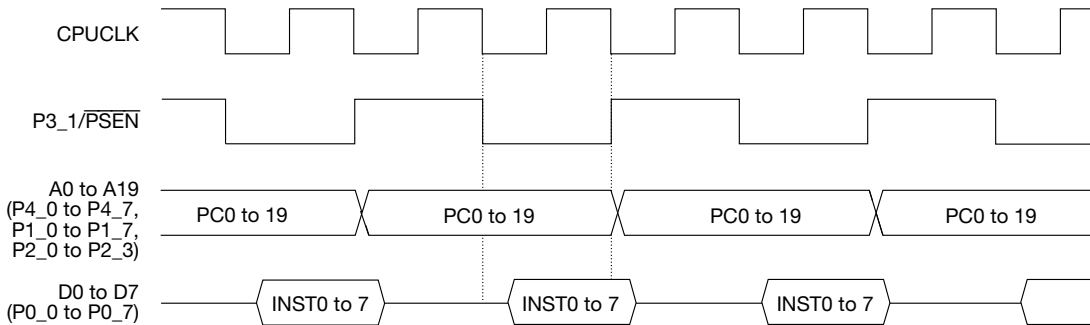 CPUCLK
P3_1/PSEN
A0 to A19
(P4_0 to P4_7,
P1_0 to P1_7,
P2_0 to P2_3)
PC0 to 19
PC0 to 19
PC0 to 19
PC0 to 19
D0 to D7
(P0_0 to P0_7)
INST0 to 7
INST0 to 7
INST0 to 7